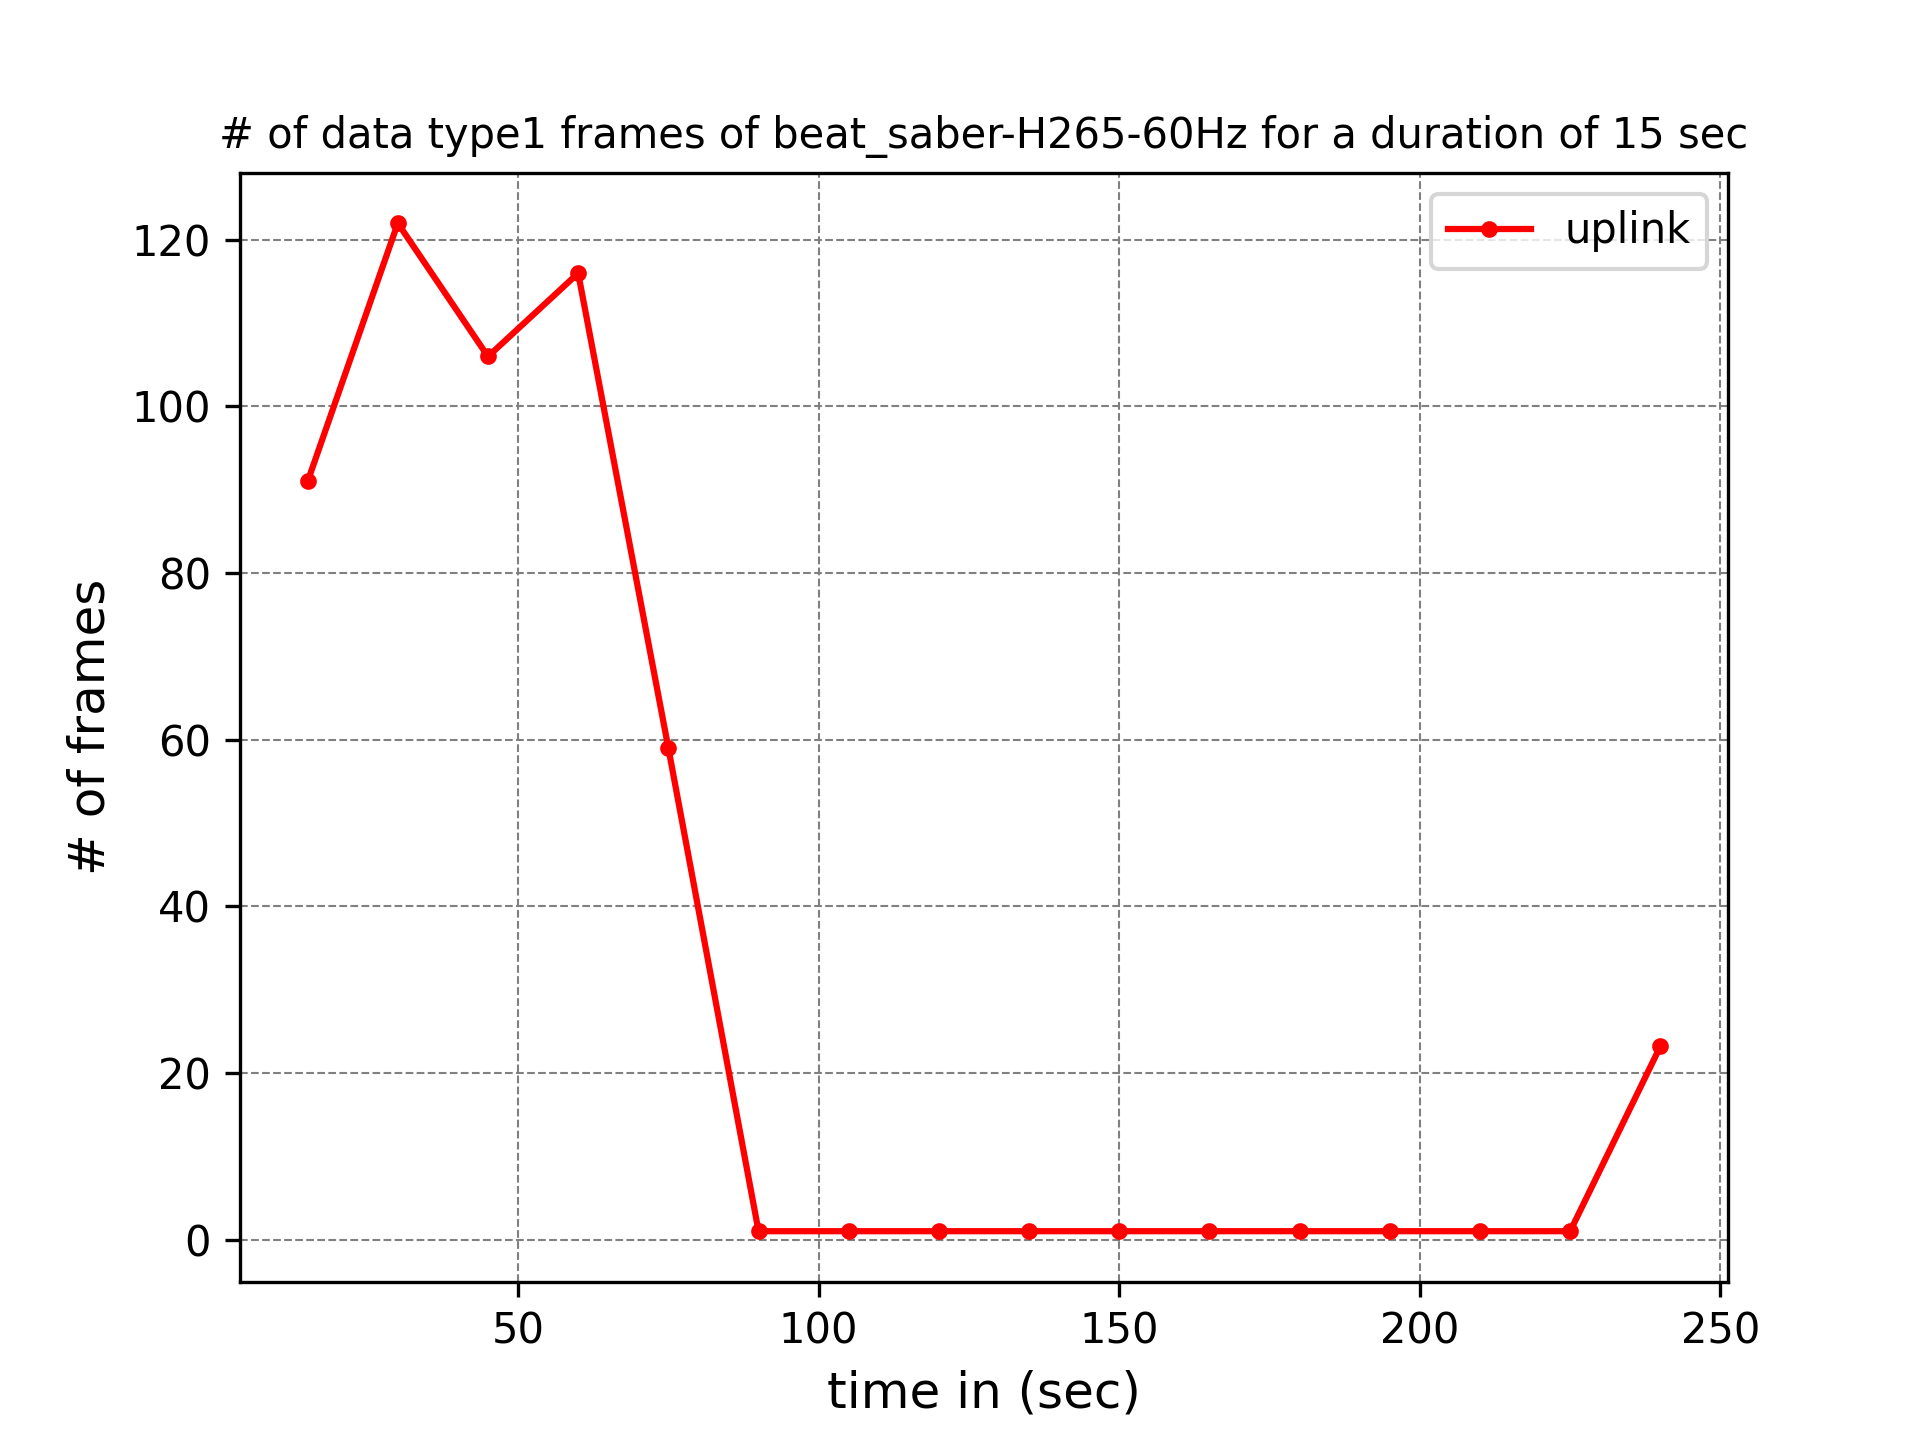 # of data type1 frames of beat_saber-H265-60Hz for a duration of 15 sec
uplink
120
100
80
60
40
20
0
# of frames
50 100 150 200 250
time in (sec)